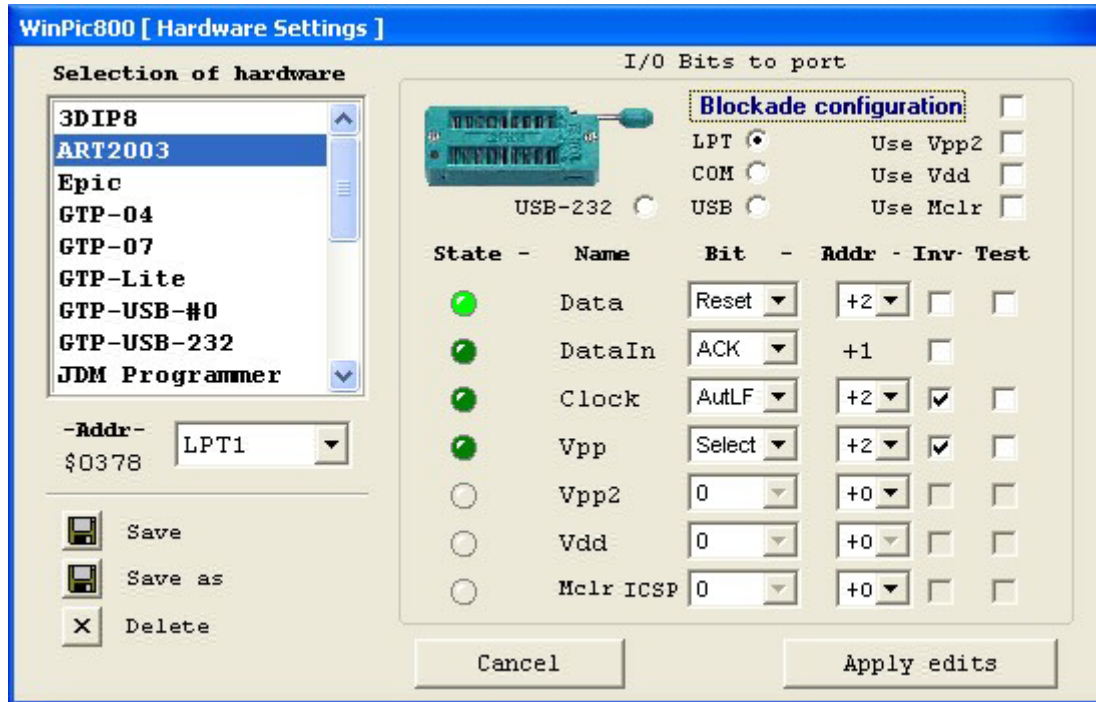 WinPic800 [ Hardware Settings ]
Selection of hardware
3DIP8
ART2003
Epic
GTP-04
GTP-07
GTP-Lite
GTP-USB-#0
GTP-USB-232
JDM Programmer
-Addr-
$0378
LPT1
Save
Save as
Delete
I/O Bits to port
Blockade configuration
LPT Use Vpp2
COM Use Vdd
USB-232 USB Use Mclr
State - Name Bit - Addr - Inv- Test
Data Reset +2
DataIn ACK +1
Clock AutLF +2
Vpp Select +2
Vpp2 0 +0
Vdd 0 +0
Mclr ICSP 0 +0
Cancel Apply edits